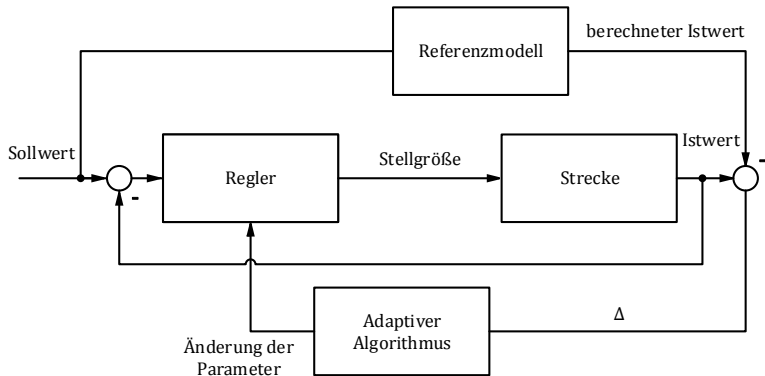 Referenzmodell
berechneter Istwert
Sollwert
-
Regler
Stellgröße
Strecke
Istwert
-
Änderung der
Parameter
Adaptiver
Algorithmus
Δ